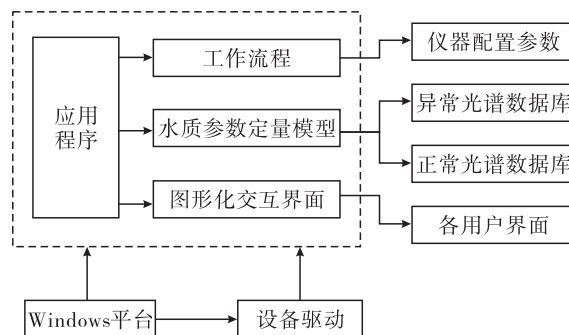 工作流程
仪器配置参数
应用
程序
水质参数定量模型
异常光谱数据库
正常光谱数据库
图形化交互界面
各用户界面
Windows平台
设备驱动